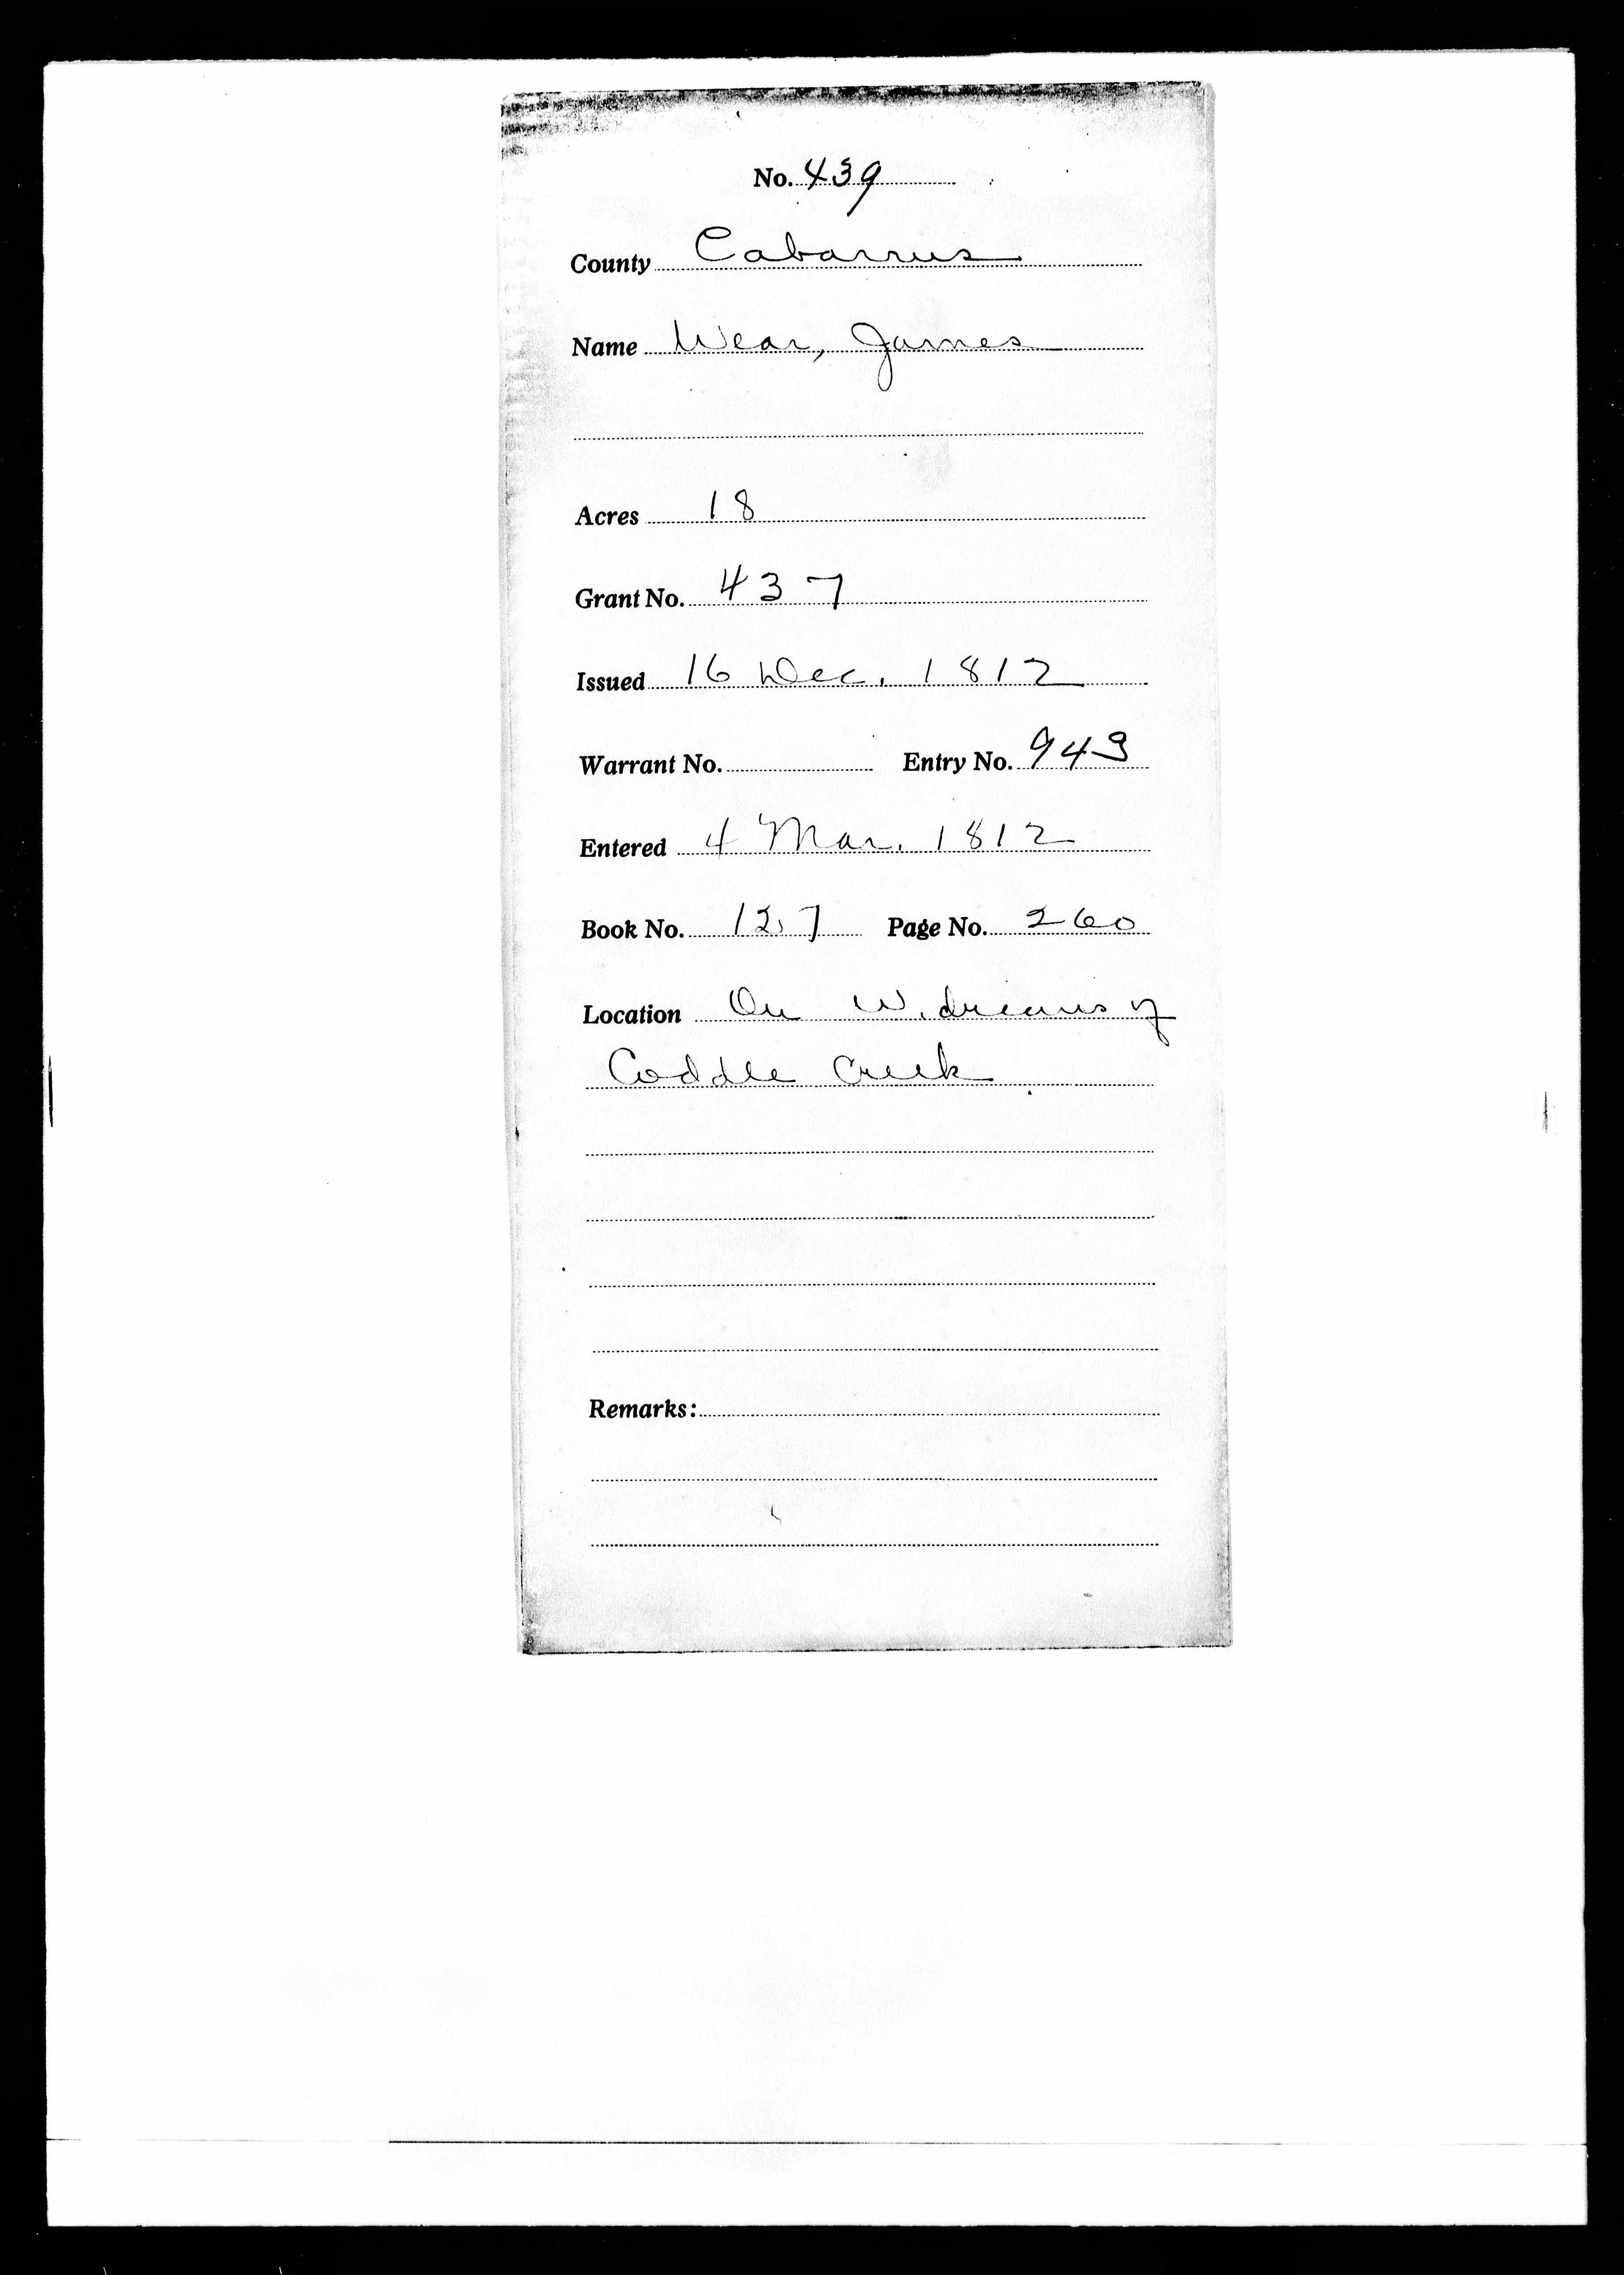 No. 439
County Cabarrus
Name Wear, James
Acres 18
Grant No. 437
Issued 16 Dec. 1812
Warrant No. Entry No. 943
Entered 4 Mar. 1812
Book No. 127 Page No. 260
Location On W. dreans of
Coddle Creek
Remarks: